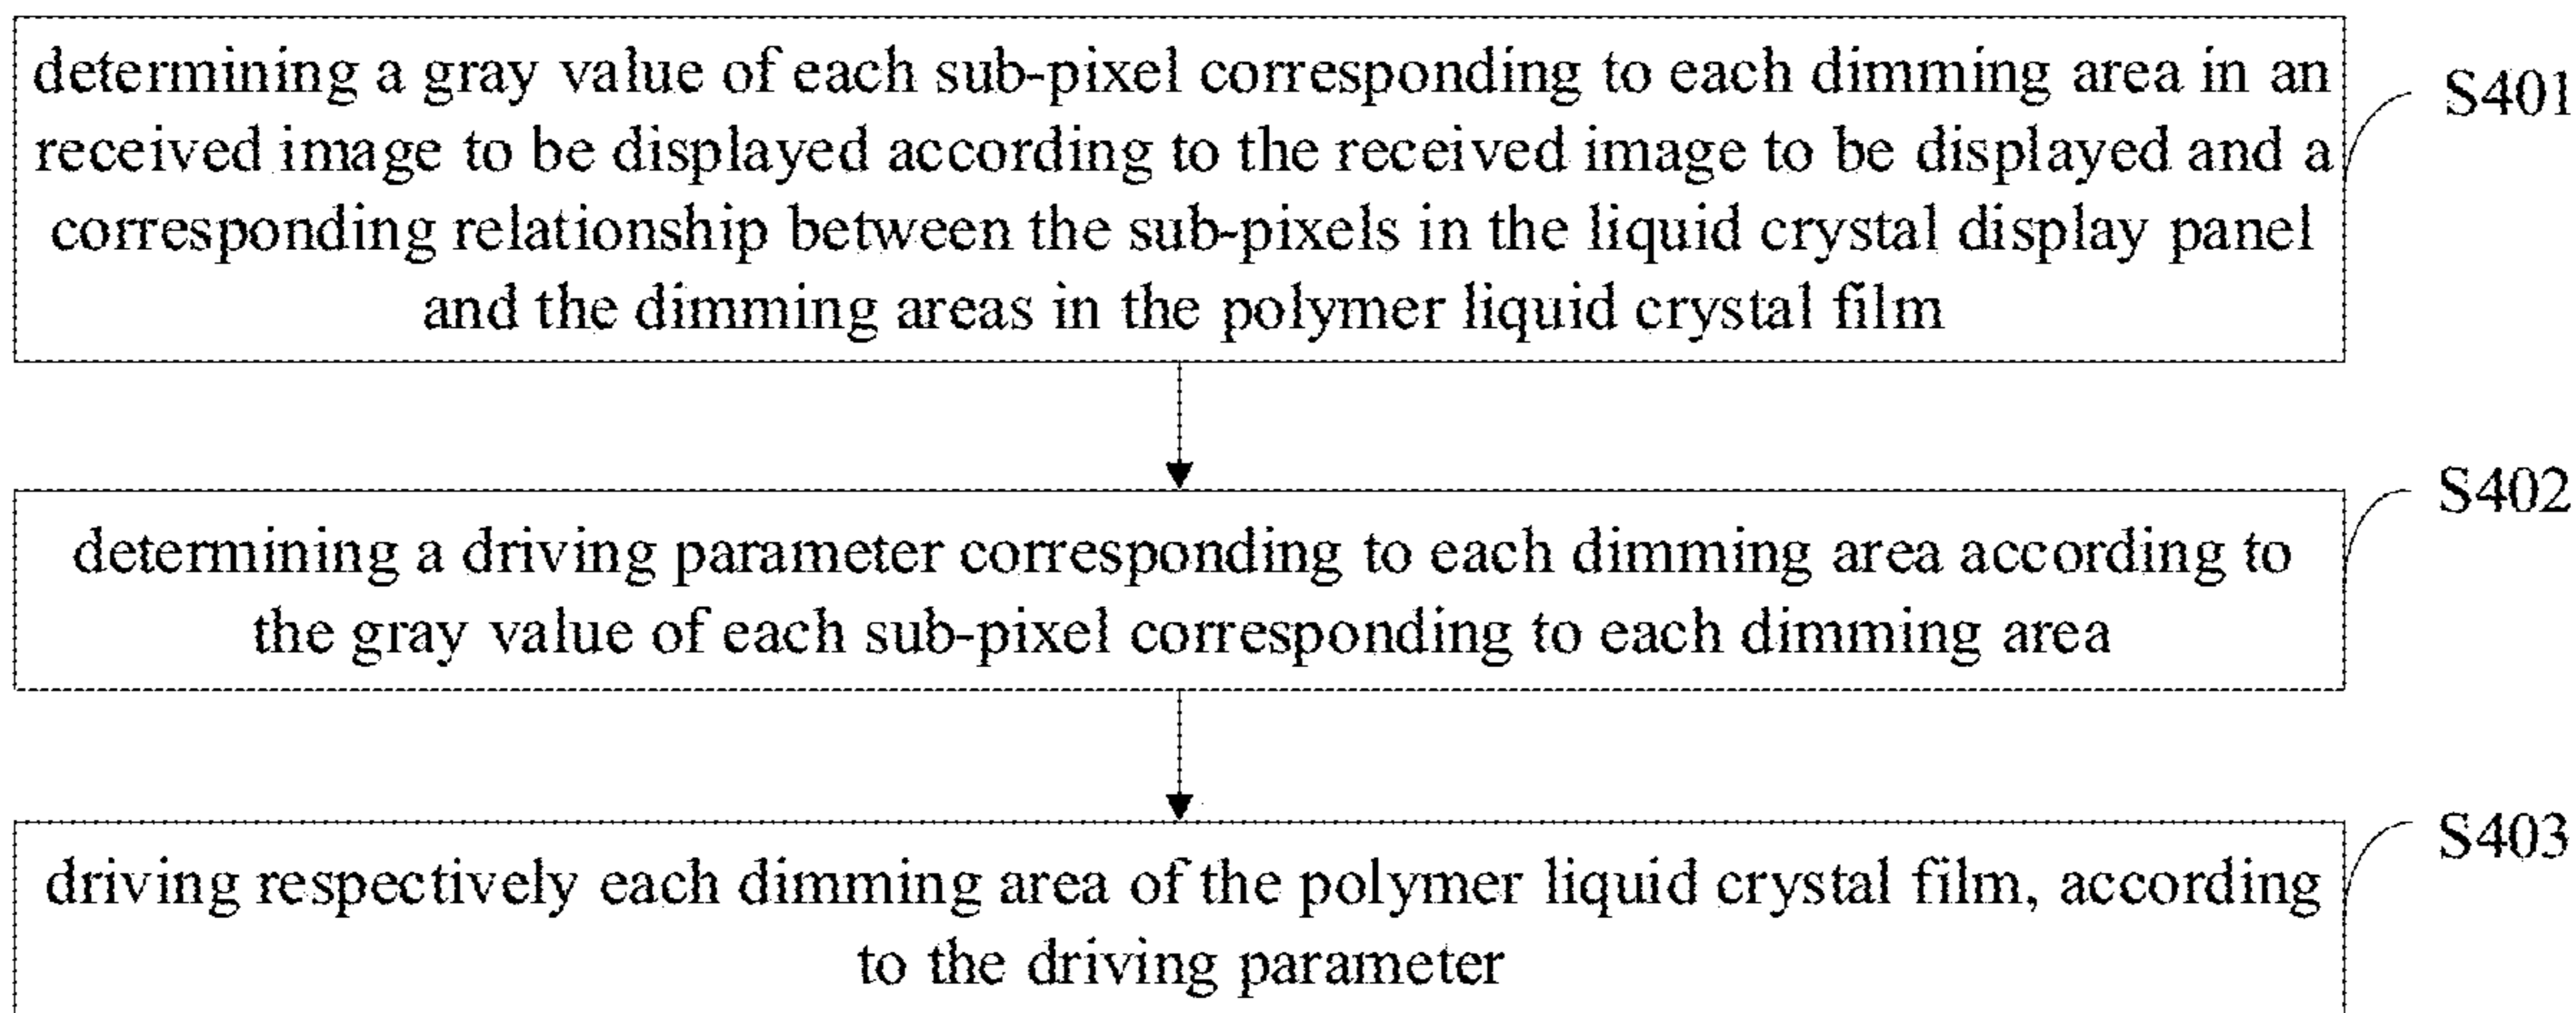 determining a gray value of each sub-pixel corresponding to each dimming area in an
received image to be displayed according to the received image to be displayed and a
corresponding relationship between the sub-pixels in the liquid crystal display panel
and the dimming areas in the polymer liquid crystal film
S401
determining a driving parameter corresponding to each dimming area according to
the gray value of each sub-pixel corresponding to each dimming area
S402
driving respectively each dimming area of the polymer liquid crystal film, according
to the driving parameter
S403